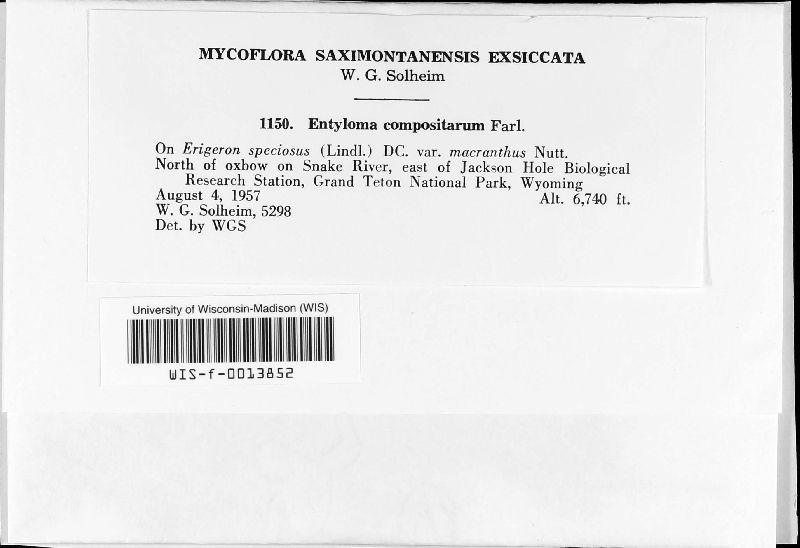 MYCOFLORA SAXIMONTANENSIS EXSICCATA
W. G. Solheim
1150. Entyloma compositarum Farl.
On Erigeron speciosus (Lindl.) DC. var. macranthus Nutt.
North of oxbow on Snake River, east of Jackson Hole Biological
Research Station, Grand Teton National Park, Wyoming
August 4, 1957 Alt. 6,740 ft.
W. G. Solheim, 5298
Det. by WGS
University of Wisconsin-Madison (WIS)
WIS-f-0013852